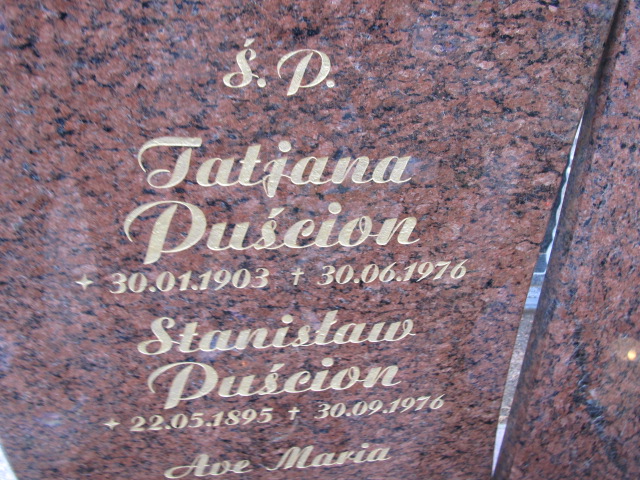 Ś. P.
Tatjana
Puścion
✦ 30.01.1903 † 30.06.1976
Stanisław
Puścion
✦ 22.05.1895 † 30.09.1976
Ave Maria